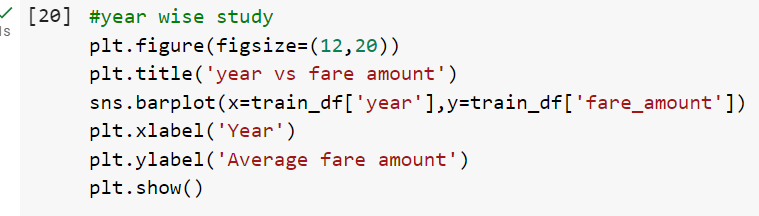 [20] #year wise study
plt.figure(figsize=(12,20))
plt.title('year vs fare amount')
sns.barplot(x=train_df['year'],y=train_df['fare_amount'])
plt.xlabel('Year')
plt.ylabel('Average fare amount')
plt.show()